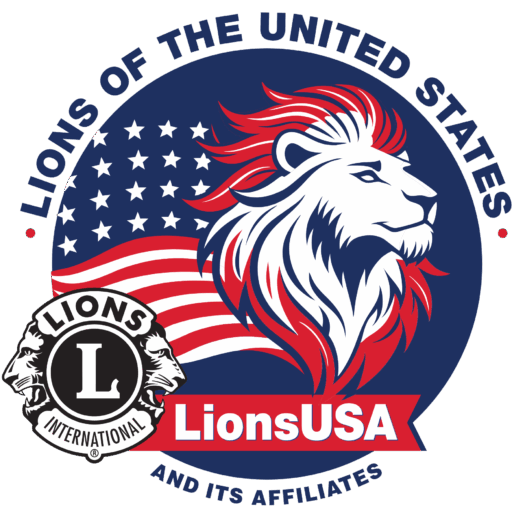 LIONS OF THE UNITED STATES
LIONS
L
INTERNATIONAL
®
LionsUSA
AND ITS AFFILIATES